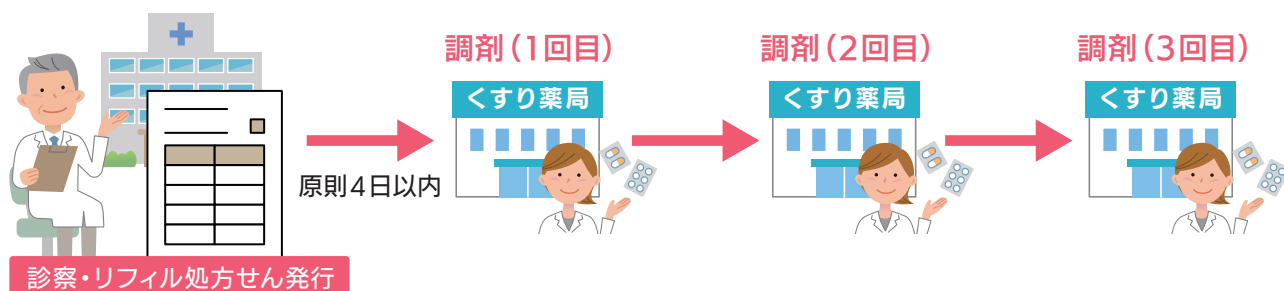 調剤(1回目)
調剤(2回目)
調剤(3回目)
くすり薬局
くすり薬局
くすり薬局
原則4日以内
診察・リフィル処方せん発行